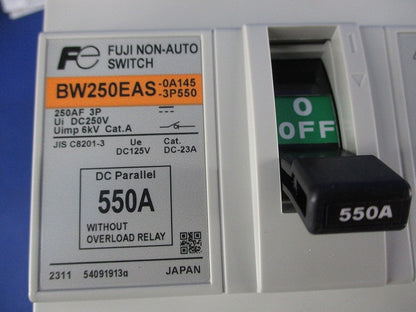 Fe FUJI NON-AUTO
SWITCH
BW250EAS-0A145
-3P550
250AF 3P
Ui DC250V
Uimp 6kV Cat.A
JIS C8201-3 Ue Cat.
DC125V DC-23A
DC Parallel
550A
WITHOUT
OVERLOAD RELAY
2311 54091913a JAPAN
O
OFF
550A